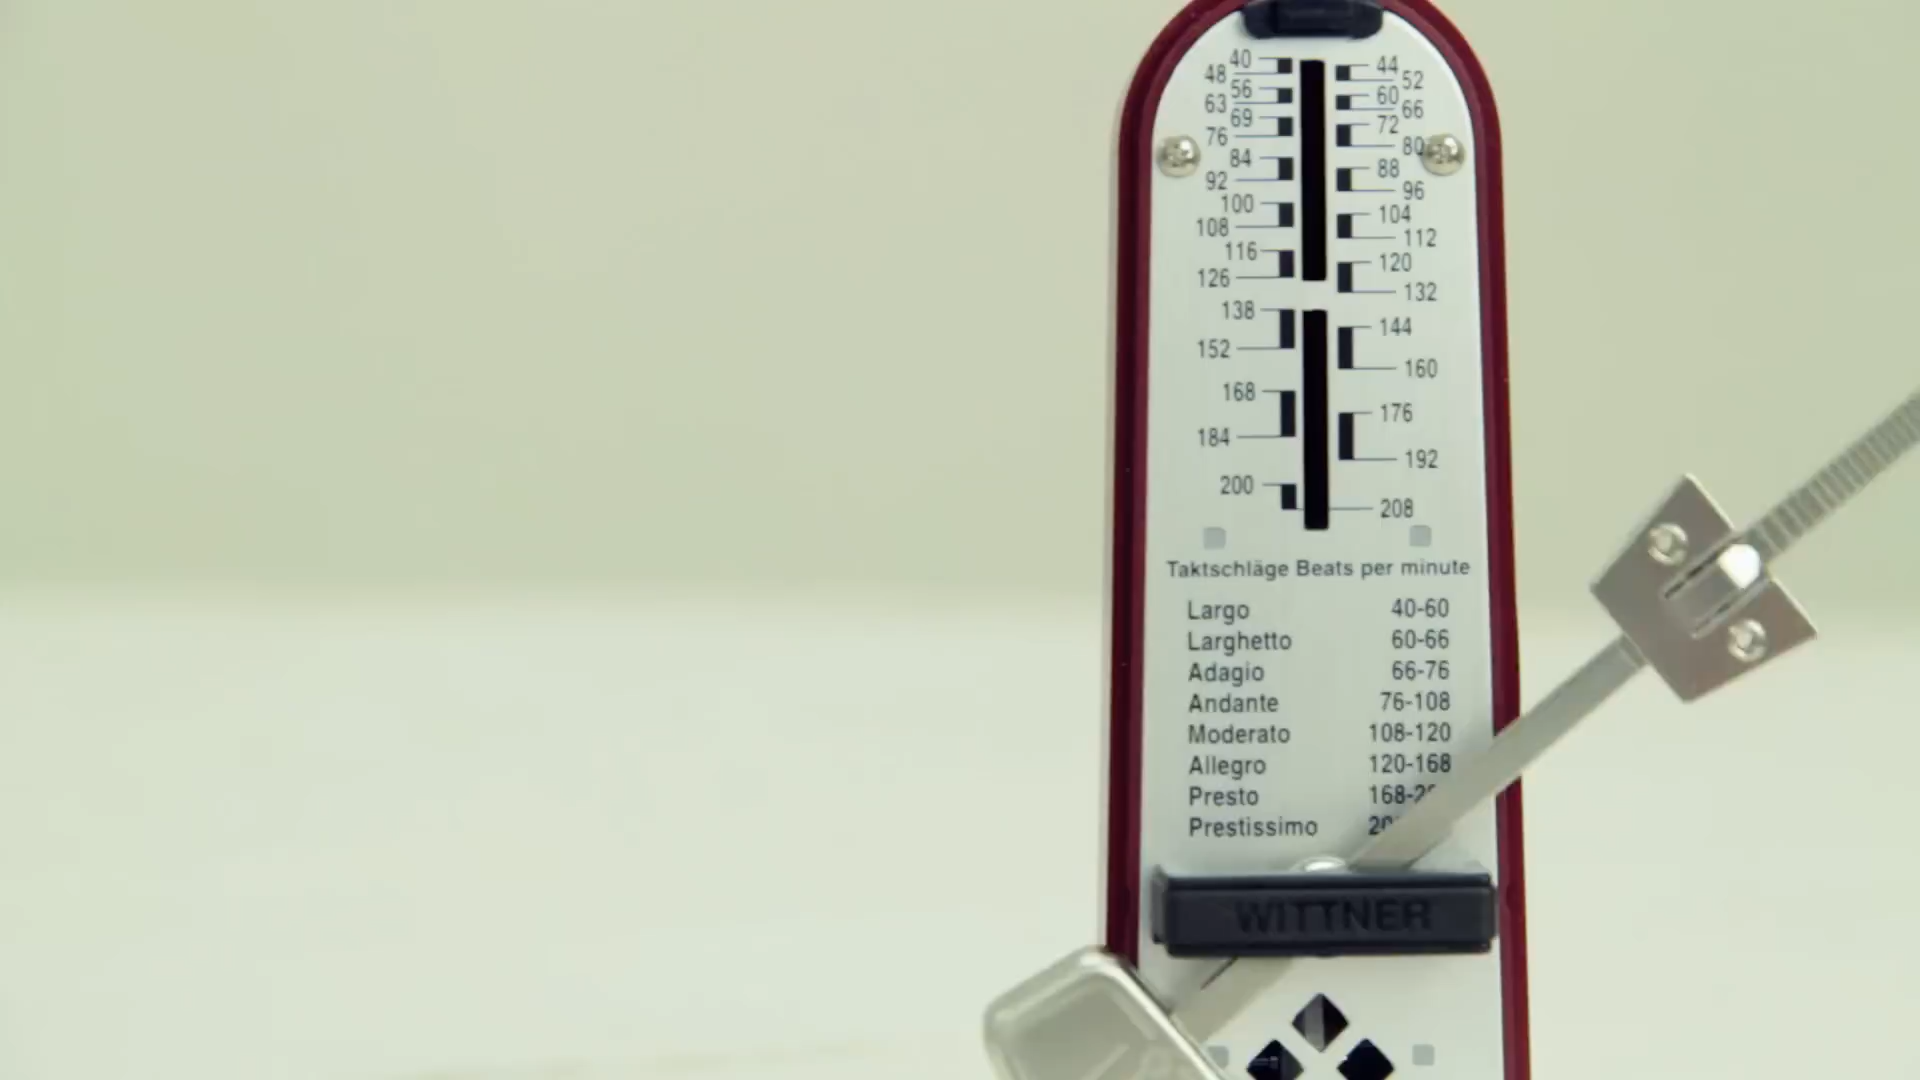 40 44
48 52
56 60
63 66
69 72
76 80
84 88
92 96
100 104
108 112
116 120
126 132
138 144
152 160
168 176
184 192
200 208
Taktschläge Beats per minute
Largo 40-60
Larghetto 60-66
Adagio 66-76
Andante 76-108
Moderato 108-120
Allegro 120-168
Presto
Prestissimo
WITTNER